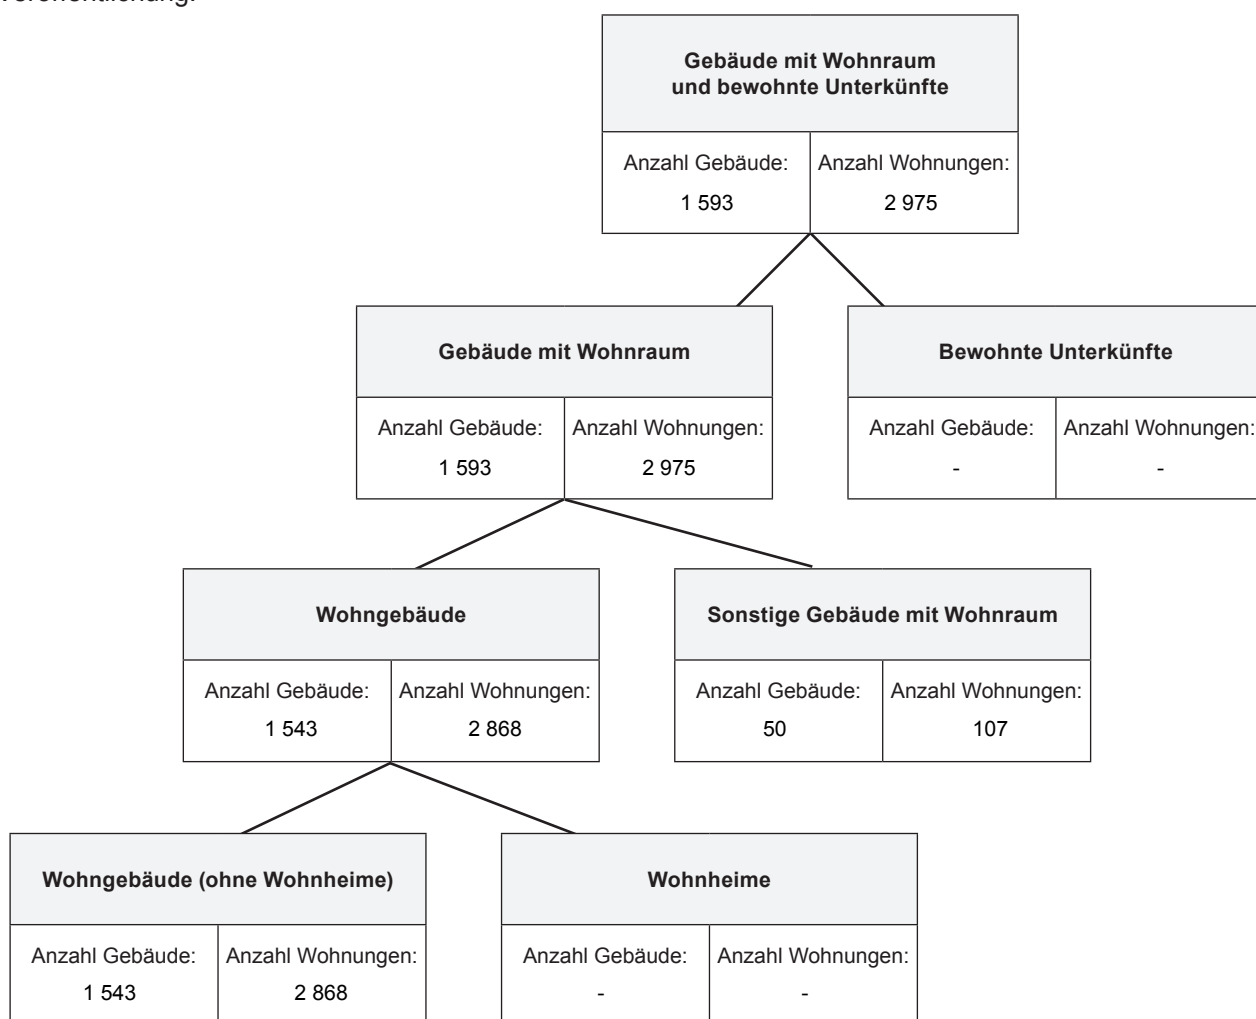 Veröffentlichung.
Gebäude mit Wohnraum
und bewohnte Unterkünfte
Anzahl Gebäude: Anzahl Wohnungen:
1 593 2 975
Gebäude mit Wohnraum Bewohnte Unterkünfte
Anzahl Gebäude: Anzahl Wohnungen: Anzahl Gebäude: Anzahl Wohnungen:
1 593 2 975 - -
Wohngebäude Sonstige Gebäude mit Wohnraum
Anzahl Gebäude: Anzahl Wohnungen: Anzahl Gebäude: Anzahl Wohnungen:
1 543 2 868 50 107
Wohngebäude (ohne Wohnheime) Wohnheime
Anzahl Gebäude: Anzahl Wohnungen: Anzahl Gebäude: Anzahl Wohnungen:
1 543 2 868 - -